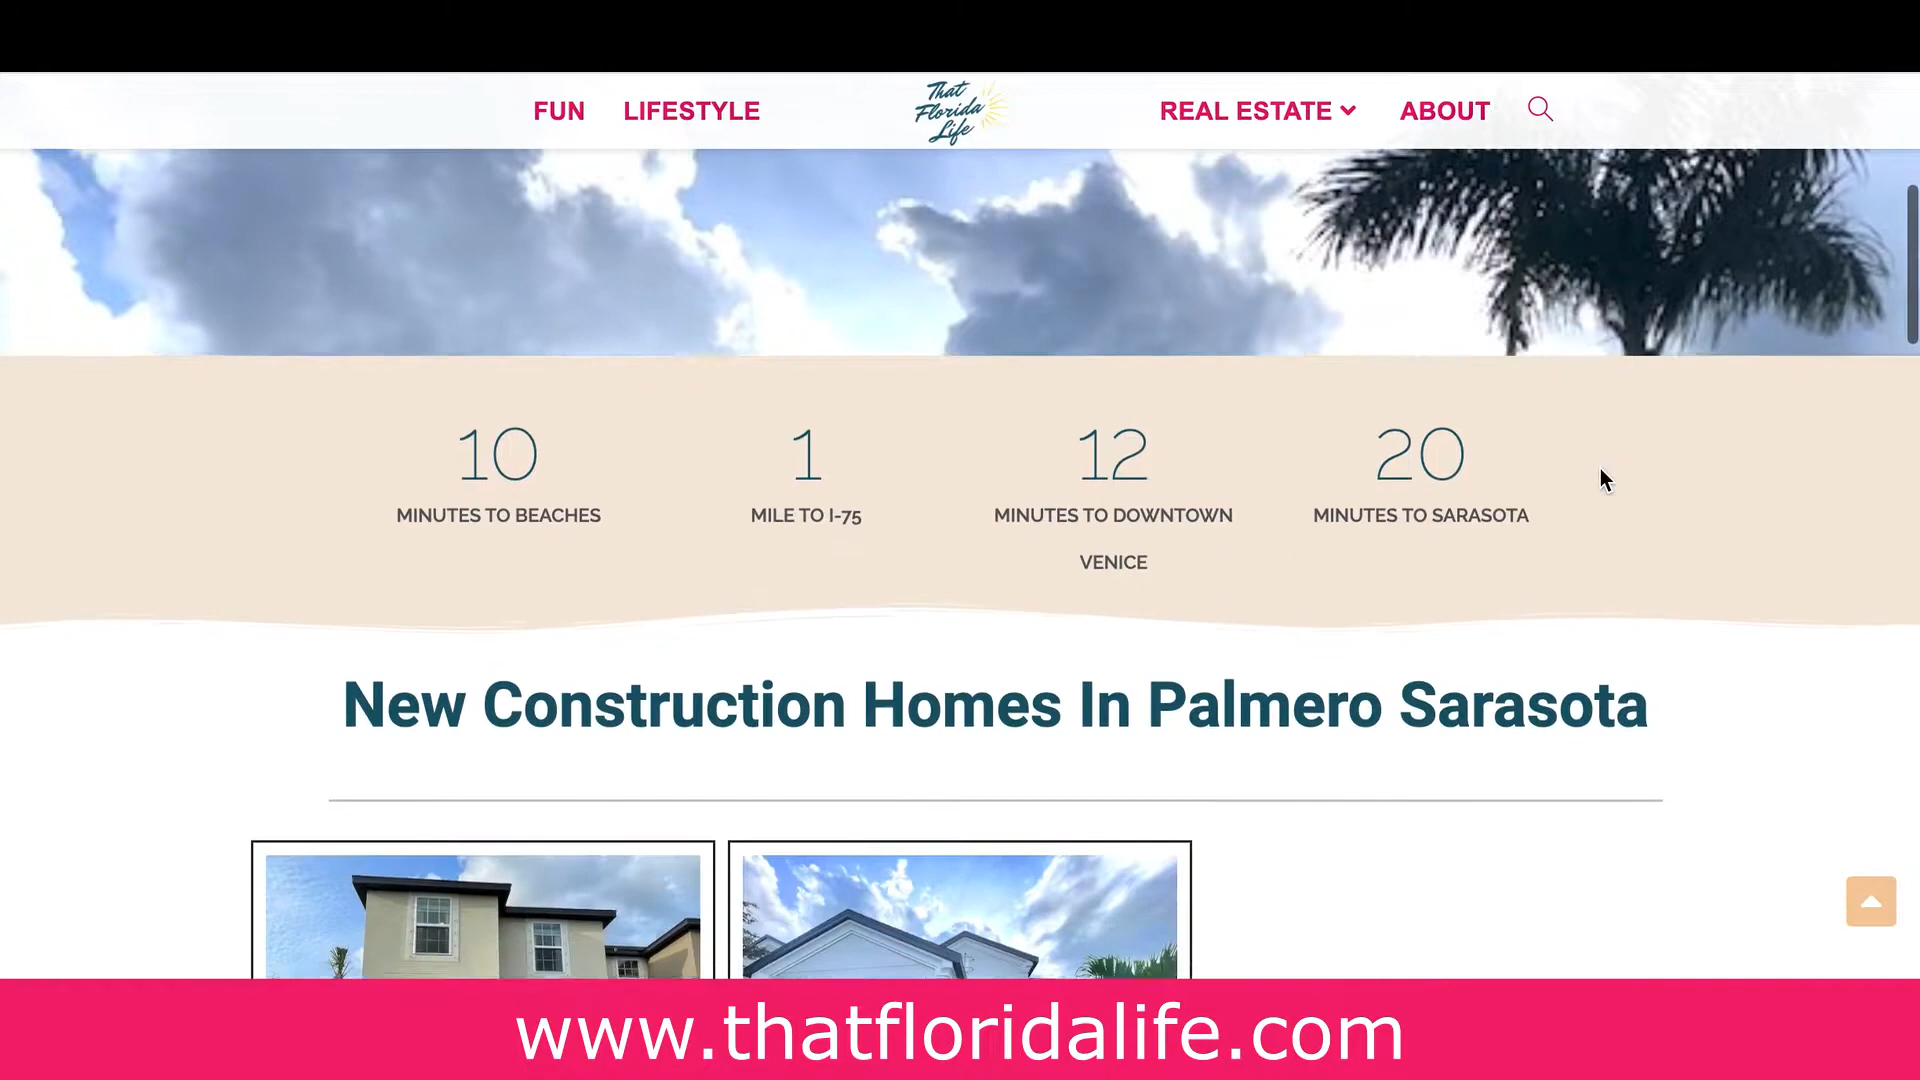 FUN LIFESTYLE That Florida Life REAL ESTATE ABOUT
10 1 12 20
MINUTES TO BEACHES MILE TO I-75 MINUTES TO DOWNTOWN VENICE MINUTES TO SARASOTA
New Construction Homes In Palmero Sarasota
www.thatfloridalife.com